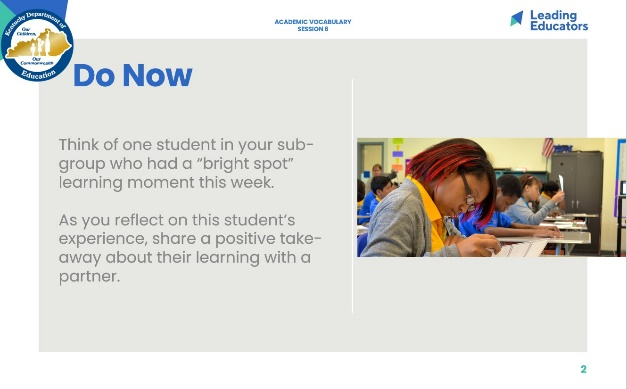 Kentucky Department of
Our
Children,
Our
Commonwealth
Education
ACADEMIC VOCABULARY
SESSION 6
Leading
Educators
Do Now
Think of one student in your sub-
group who had a “bright spot”
learning moment this week.
As you reflect on this student’s
experience, share a positive take-
away about their learning with a
partner.
2